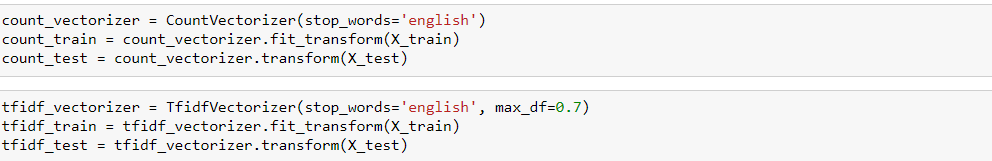 count_vectorizer = CountVectorizer(stop_words='english')
count_train = count_vectorizer.fit_transform(X_train)
count_test = count_vectorizer.transform(X_test)
tfidf_vectorizer = TfidfVectorizer(stop_words='english', max_df=0.7)
tfidf_train = tfidf_vectorizer.fit_transform(X_train)
tfidf_test = tfidf_vectorizer.transform(X_test)